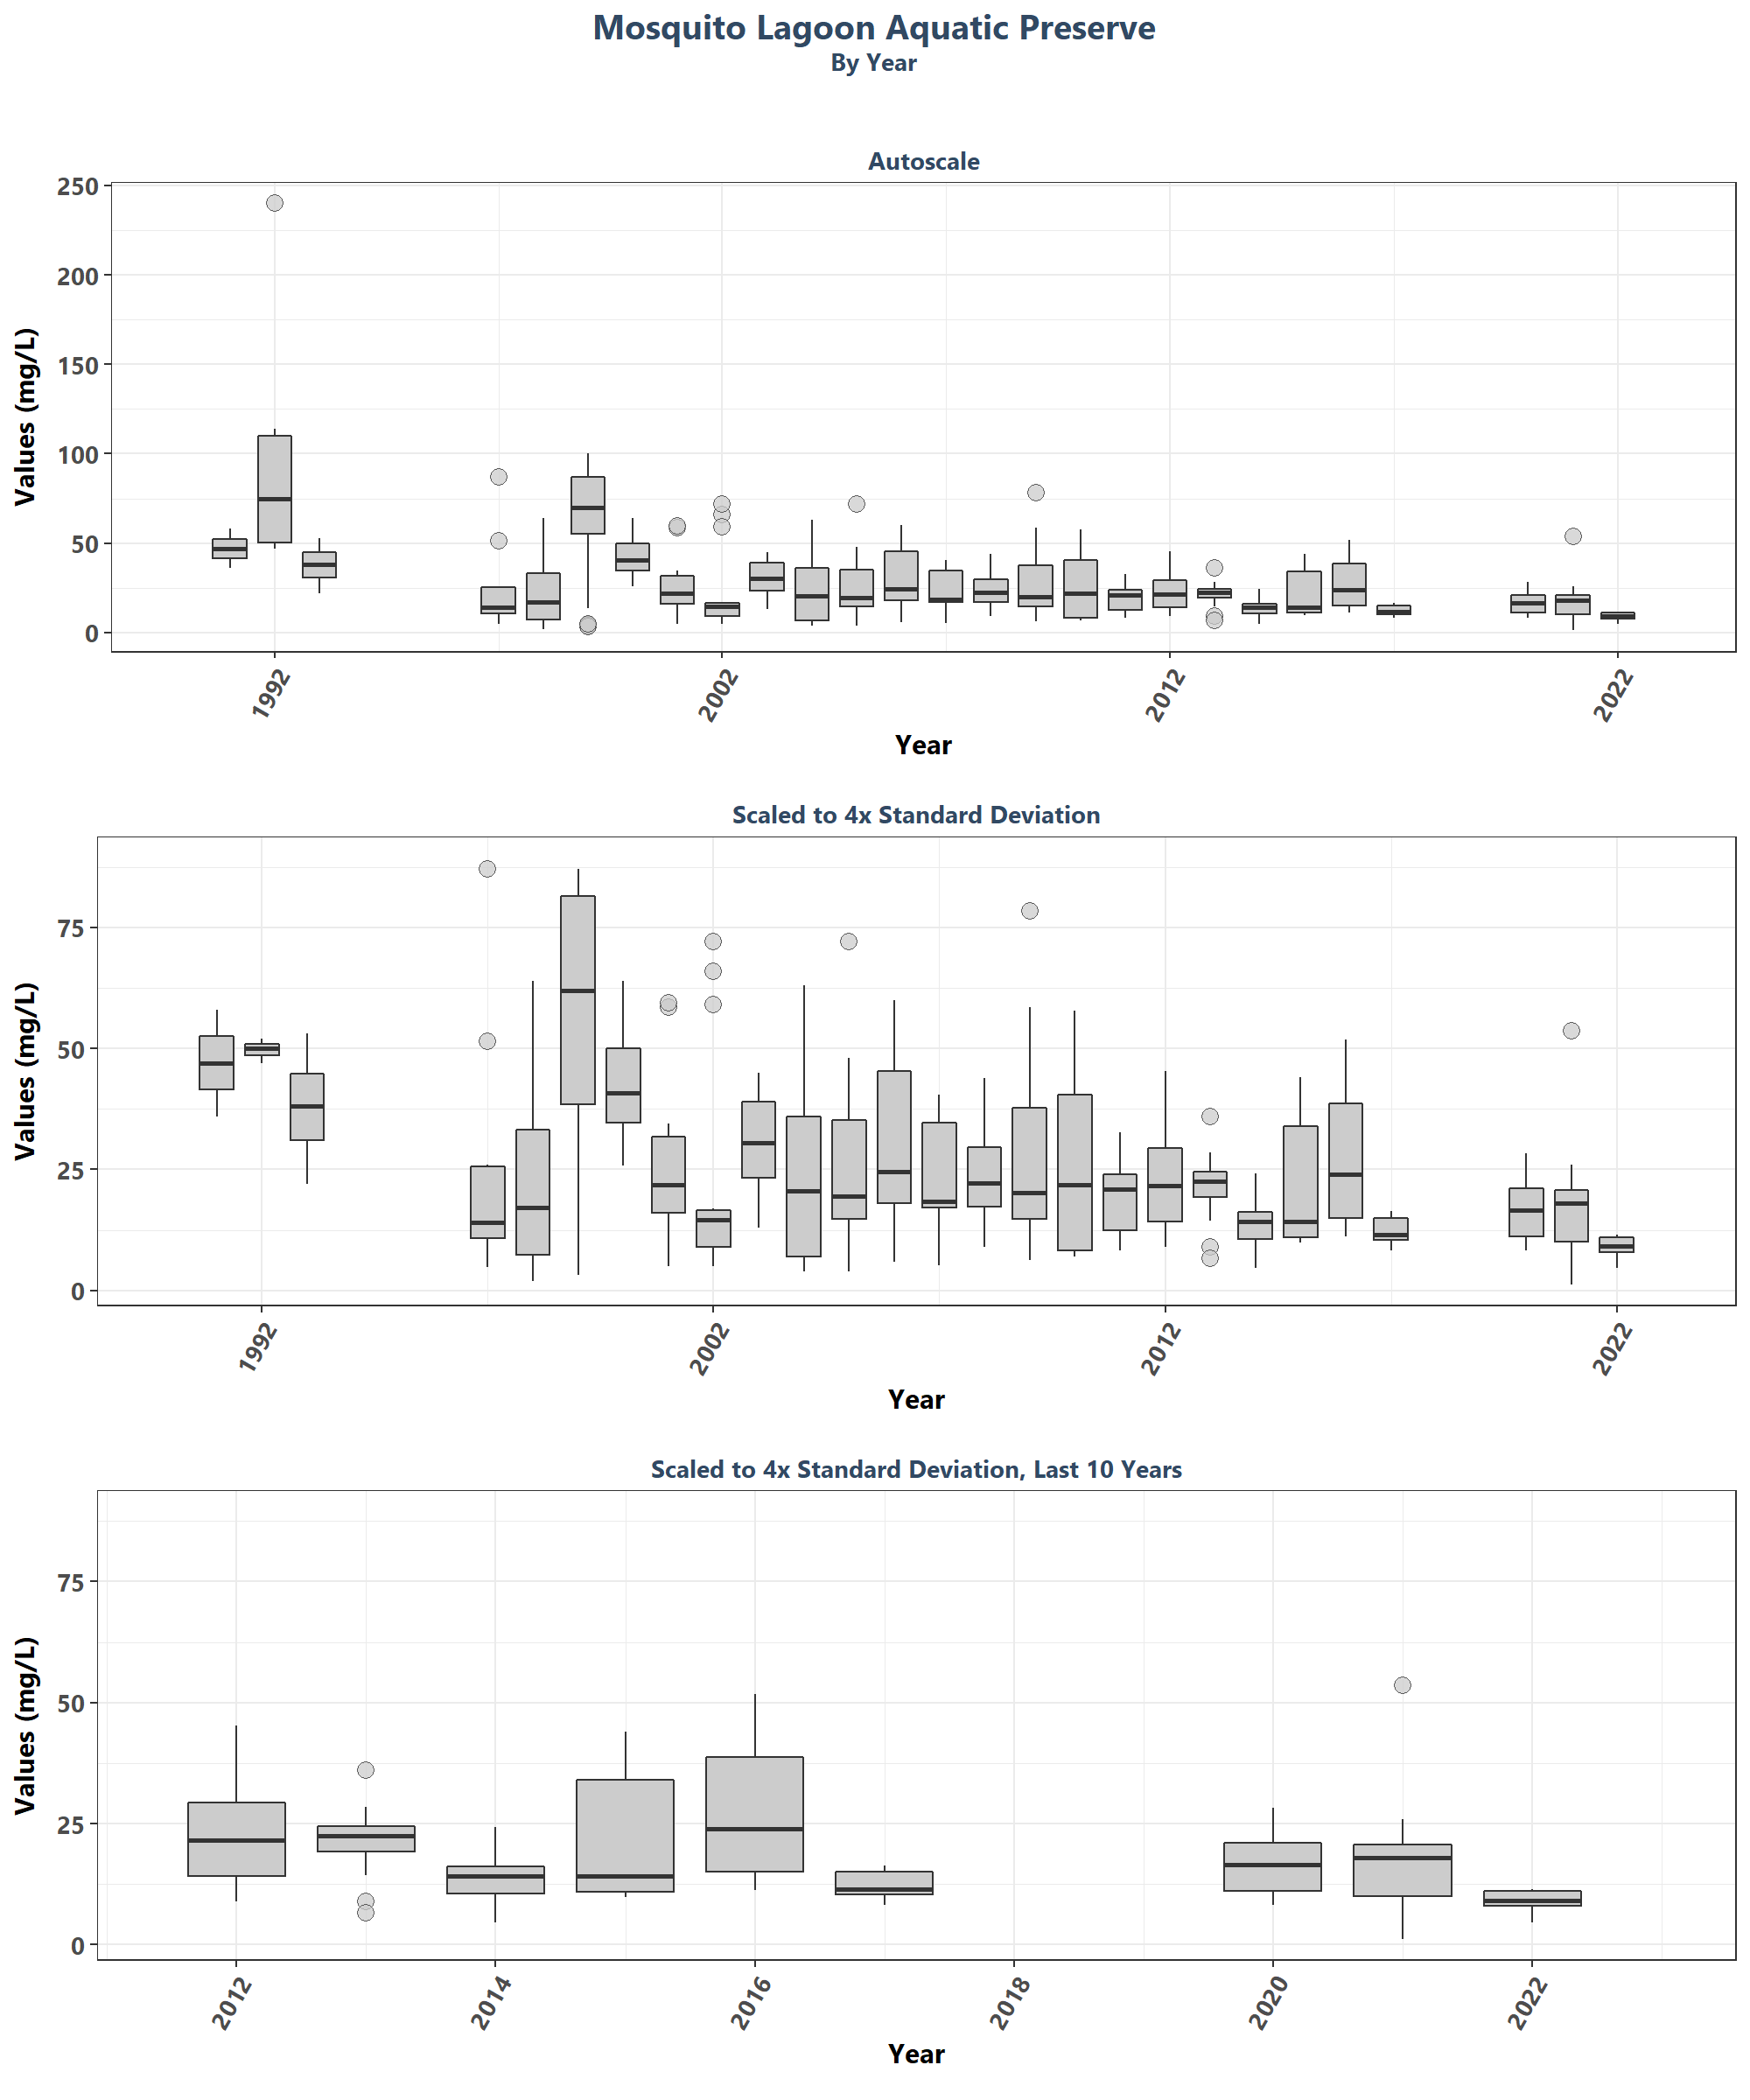 Mosquito Lagoon Aquatic Preserve
By Year
Autoscale
Values (mg/L)
250
200
150
100
50
0
1992
2002
2012
2022
Year
Scaled to 4x Standard Deviation
Values (mg/L)
75
50
25
0
1992
2002
2012
2022
Year
Scaled to 4x Standard Deviation, Last 10 Years
Values (mg/L)
75
50
25
0
2012
2014
2016
2018
2020
2022
Year